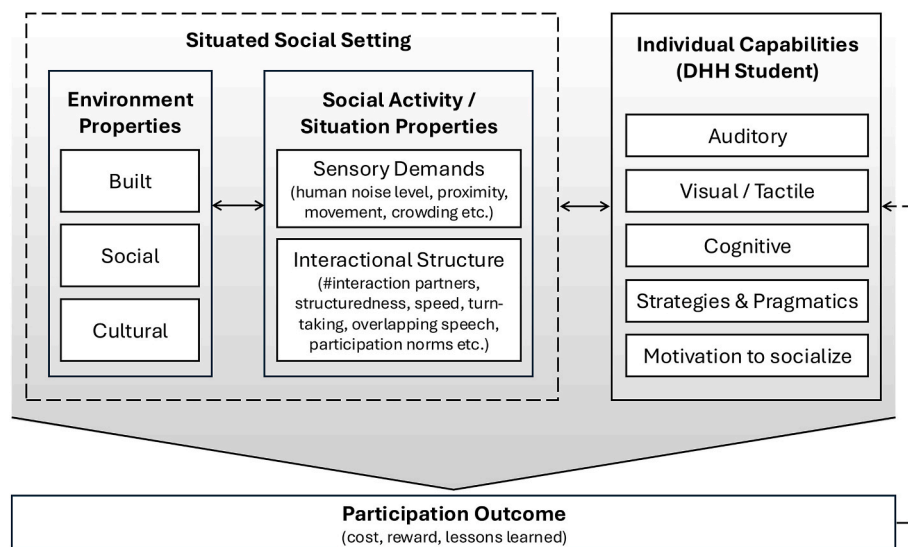 Situated Social Setting
Environment
Properties
Built
Social
Cultural
Social Activity /
Situation Properties
Sensory Demands
(human noise level, proximity,
movement, crowding etc.)
Interactional Structure
(#interaction partners,
structuredness, speed, turn-
taking, overlapping speech,
participation norms etc.)
Individual Capabilities
(DHH Student)
Auditory
Visual / Tactile
Cognitive
Strategies & Pragmatics
Motivation to socialize
Participation Outcome
(cost, reward, lessons learned)